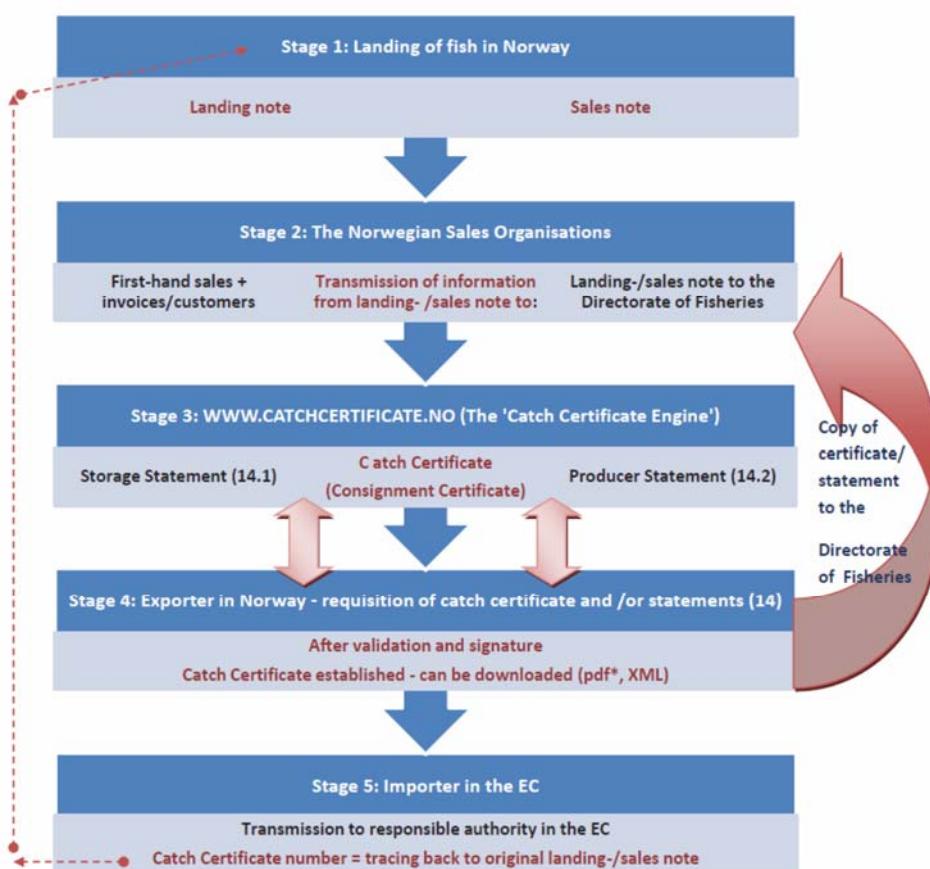 Stage 1: Landing of fish in Norway
Landing note
Sales note
Stage 2: The Norwegian Sales Organisations
First-hand sales +
invoices/customers
Transmission of information
from landing- /sales note to:
Landing-/sales note to the
Directorate of Fisheries
Stage 3: WWW.CATCHCERTIFICATE.NO (The 'Catch Certificate Engine')
Storage Statement (14.1)
C atch Certificate
(Consignment Certificate)
Producer Statement (14.2)
Copy of
certificate/
statement
to the
Directorate
of Fisheries
Stage 4: Exporter in Norway - requisition of catch certificate and /or statements (14)
After validation and signature
Catch Certificate established - can be downloaded (pdf*, XML)
Stage 5: Importer in the EC
Transmission to responsible authority in the EC
Catch Certificate number = tracing back to original landing-/sales note